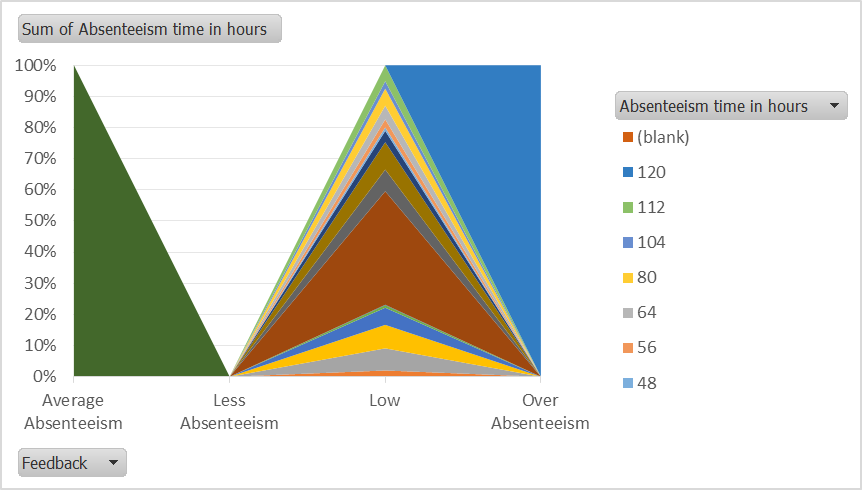 Sum of Absenteeism time in hours
100%
90%
80%
70%
60%
50%
40%
30%
20%
10%
0%
Average Absenteeism
Less Absenteeism
Low
Over Absenteeism
Absenteeism time in hours
(blank)
120
112
104
80
64
56
48
Feedback